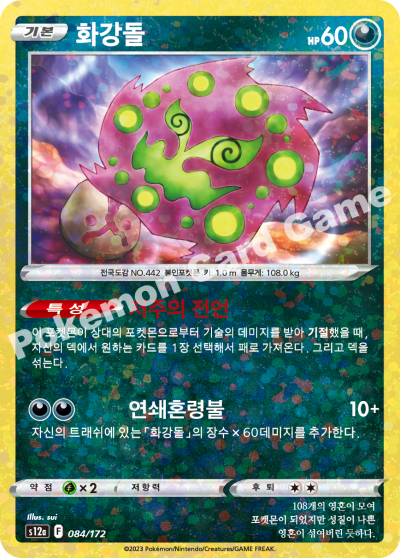 기본 화강돌 HP 60
전국도감 NO.442 봉인포켓몬 키: 1.0 m 몸무게: 108.0 kg
특성 저주의 전언
이 포켓몬이 상대의 포켓몬으로부터 기술의 데미지를 받아 기절했을 때,
자신의 덱에서 원하는 카드를 1장 선택해서 패로 가져온다. 그리고 덱을
섞는다.
연쇄혼령불 10+
자신의 트래쉬에 있는 「화강돌」의 장수×60데미지를 추가한다.
약점 ×2 저항력 후퇴
Illus. sui
s12a F 084/172
108개의 영혼이 모여
포켓몬이 되었지만 성질이 나쁜
영혼이 섞여버린 듯하다.
©2023 Pokémon/Nintendo/Creatures/GAME FREAK.
Pokémon Card Game